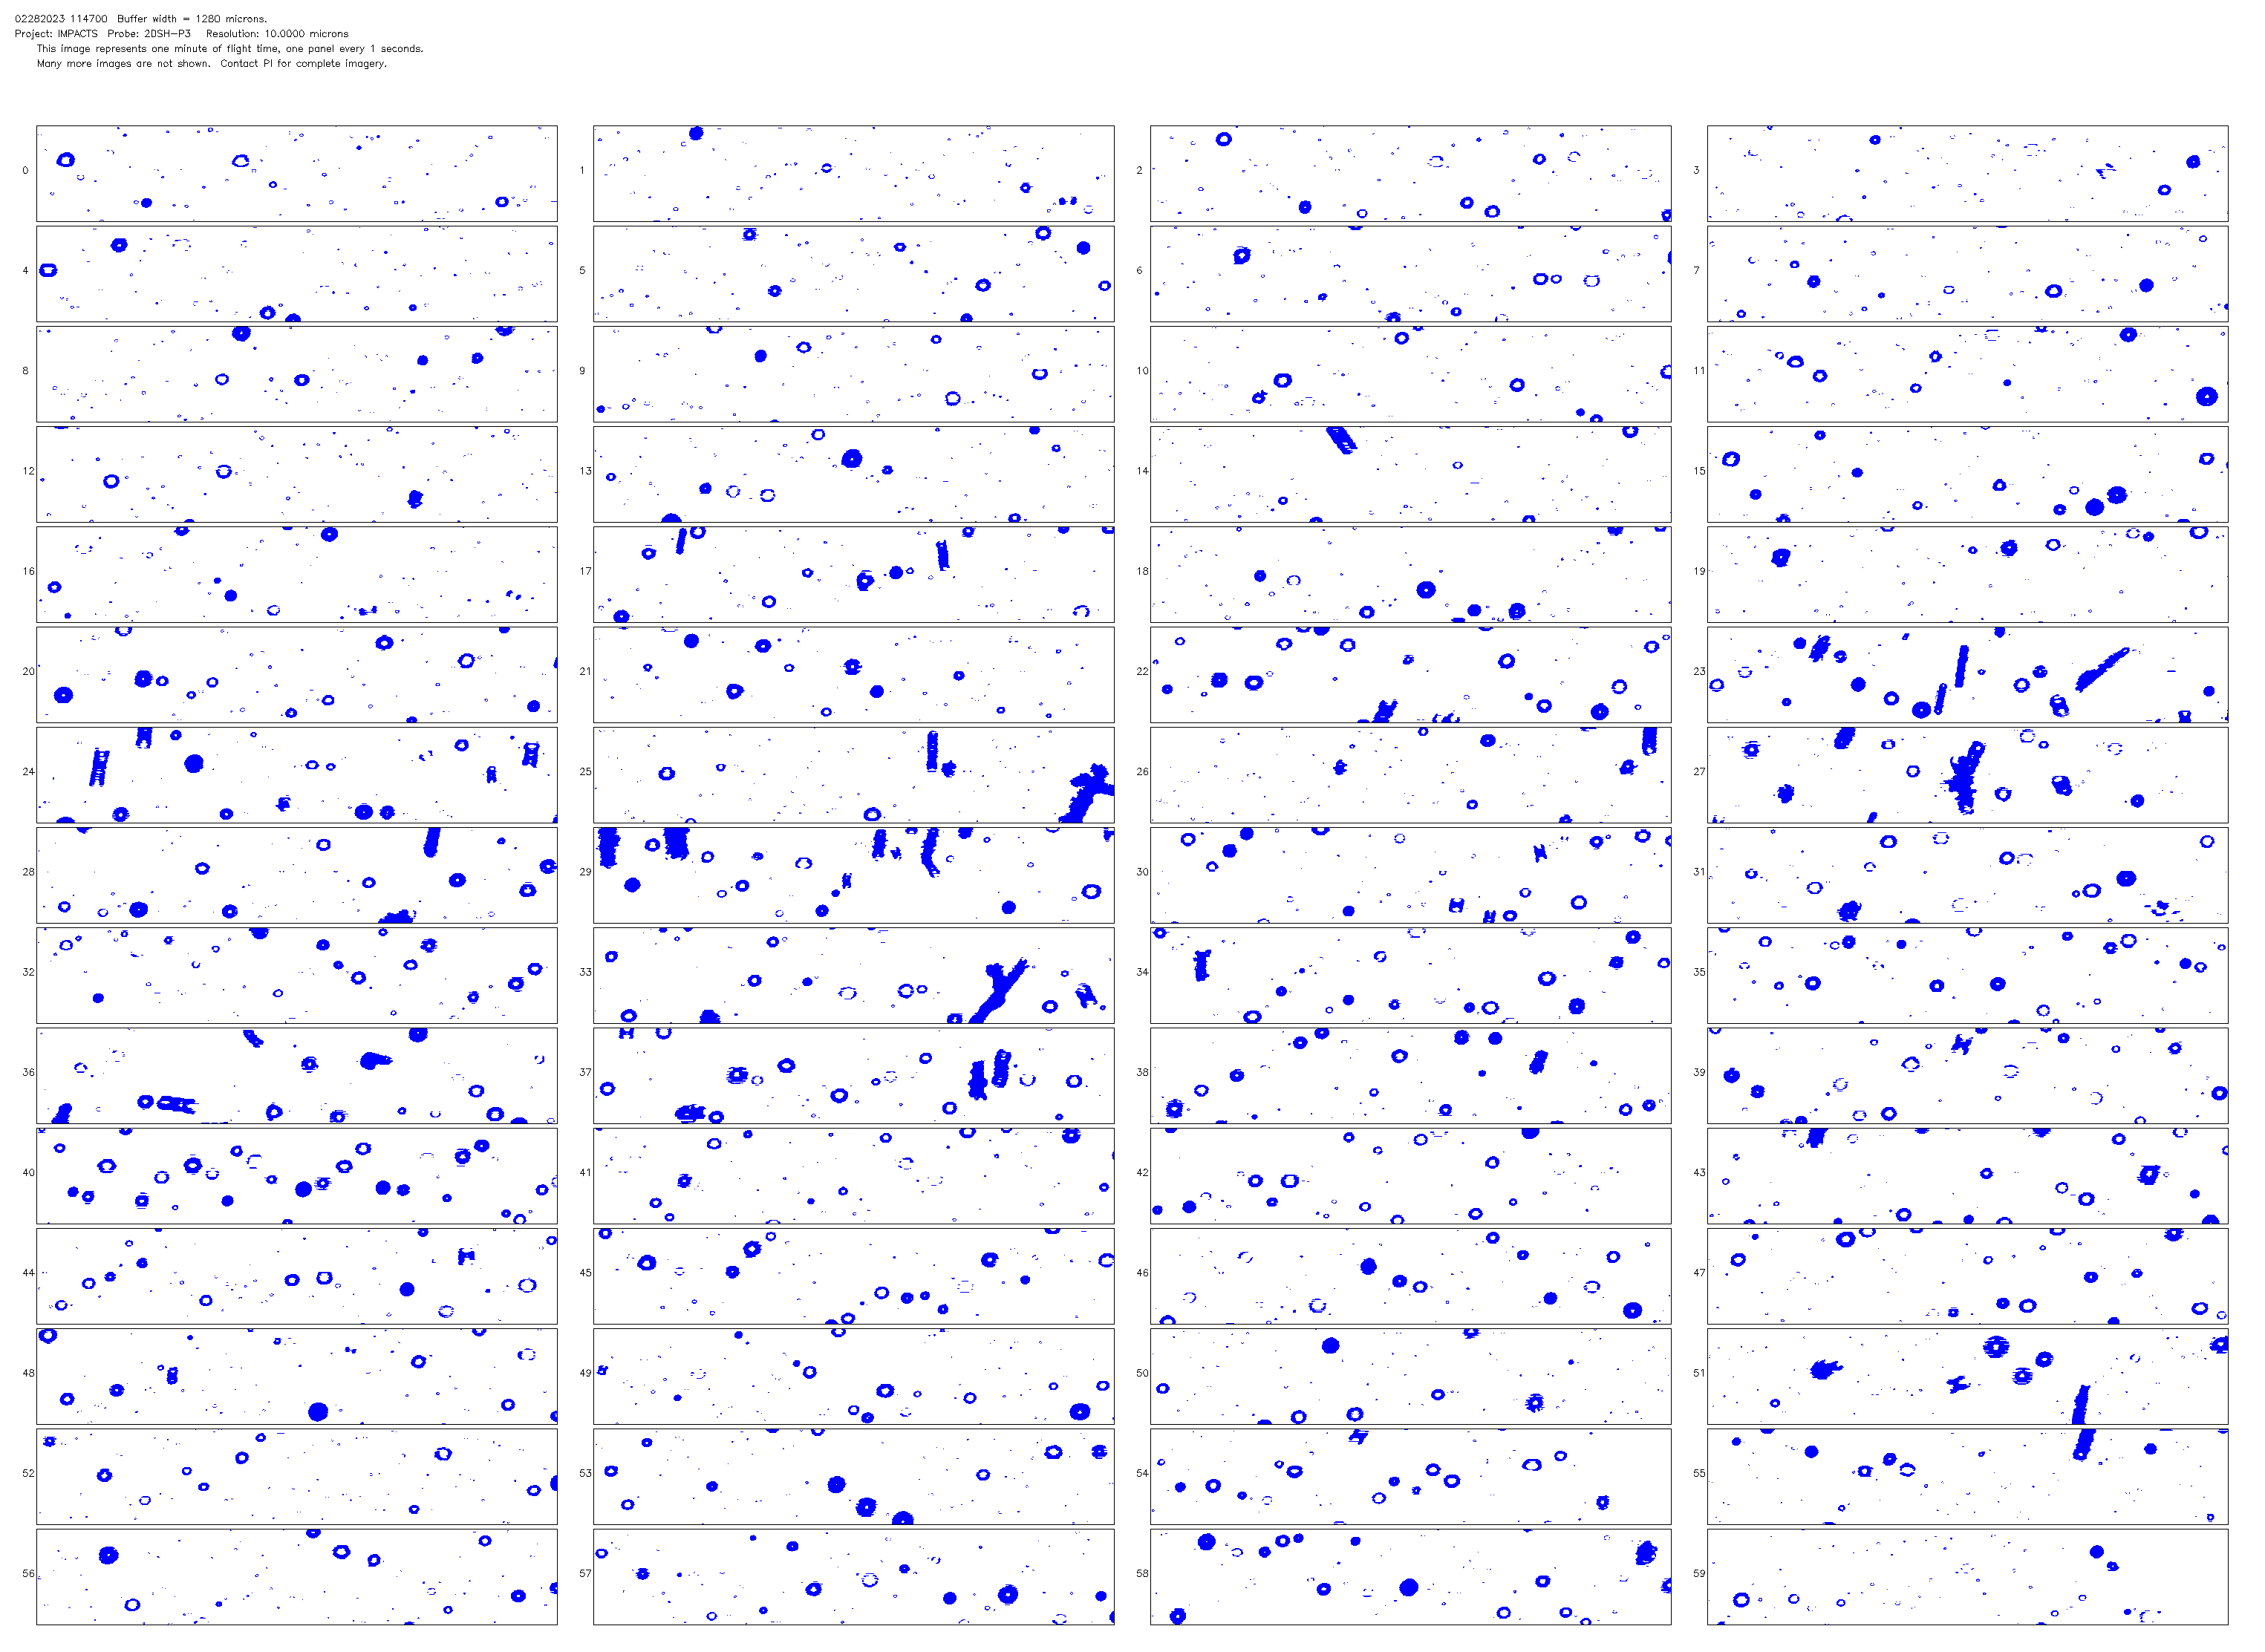 02282023 114700  Buffer width = 1280 microns.
Project: IMPACTS  Probe: 2DSH-P3    Resolution: 10.0000 microns
This image represents one minute of flight time, one panel every 1 seconds.
Many more images are not shown.  Contact PI for complete imagery.
0 1 2 3
4 5 6 7
8 9 10 11
12 13 14 15
16 17 18 19
20 21 22 23
24 25 26 27
28 29 30 31
32 33 34 35
36 37 38 39
40 41 42 43
44 45 46 47
48 49 50 51
52 53 54 55
56 57 58 59